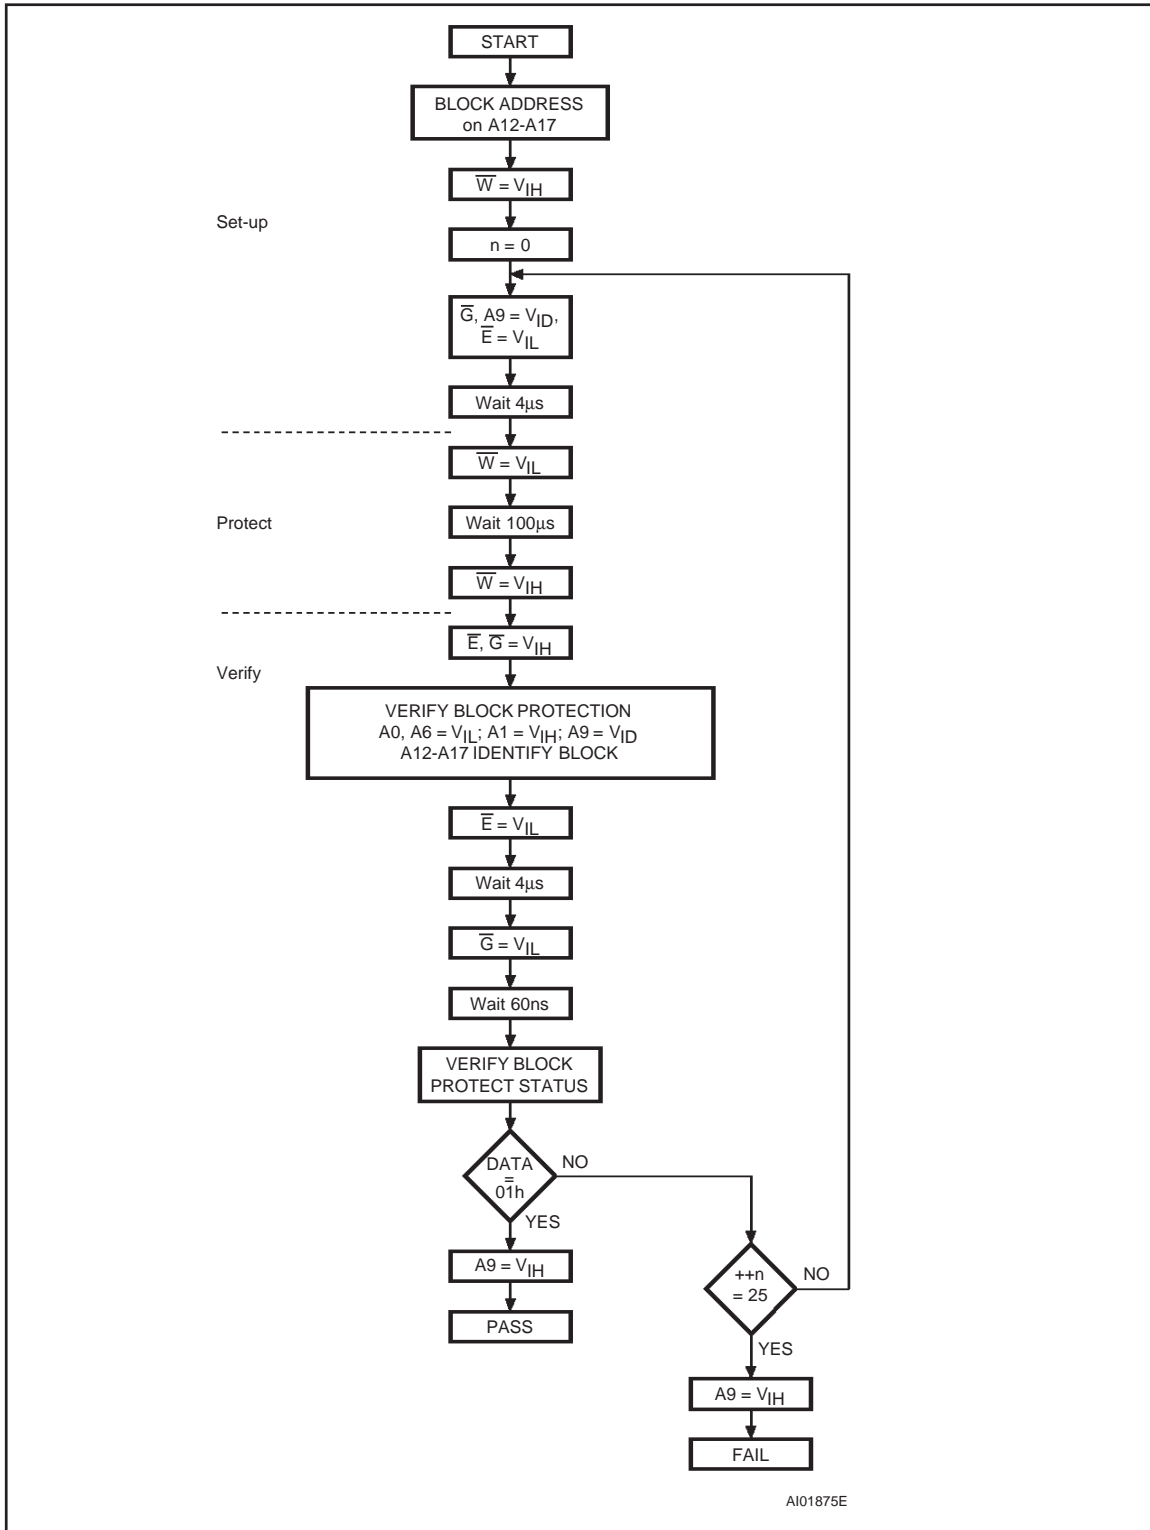 START
BLOCK ADDRESS
on A12-A17
W̅ = VIH
Set-up
n = 0
G̅, A9 = VID,
E̅ = VIL
Wait 4µs
W̅ = VIL
Protect
Wait 100µs
W̅ = VIH
E̅, G̅ = VIH
Verify
VERIFY BLOCK PROTECTION
A0, A6 = VIL; A1 = VIH; A9 = VID
A12-A17 IDENTIFY BLOCK
E̅ = VIL
Wait 4µs
G̅ = VIL
Wait 60ns
VERIFY BLOCK
PROTECT STATUS
DATA
=
01h
NO
YES
A9 = VIH
PASS
++n
= 25
NO
YES
A9 = VIH
FAIL
AI01875E